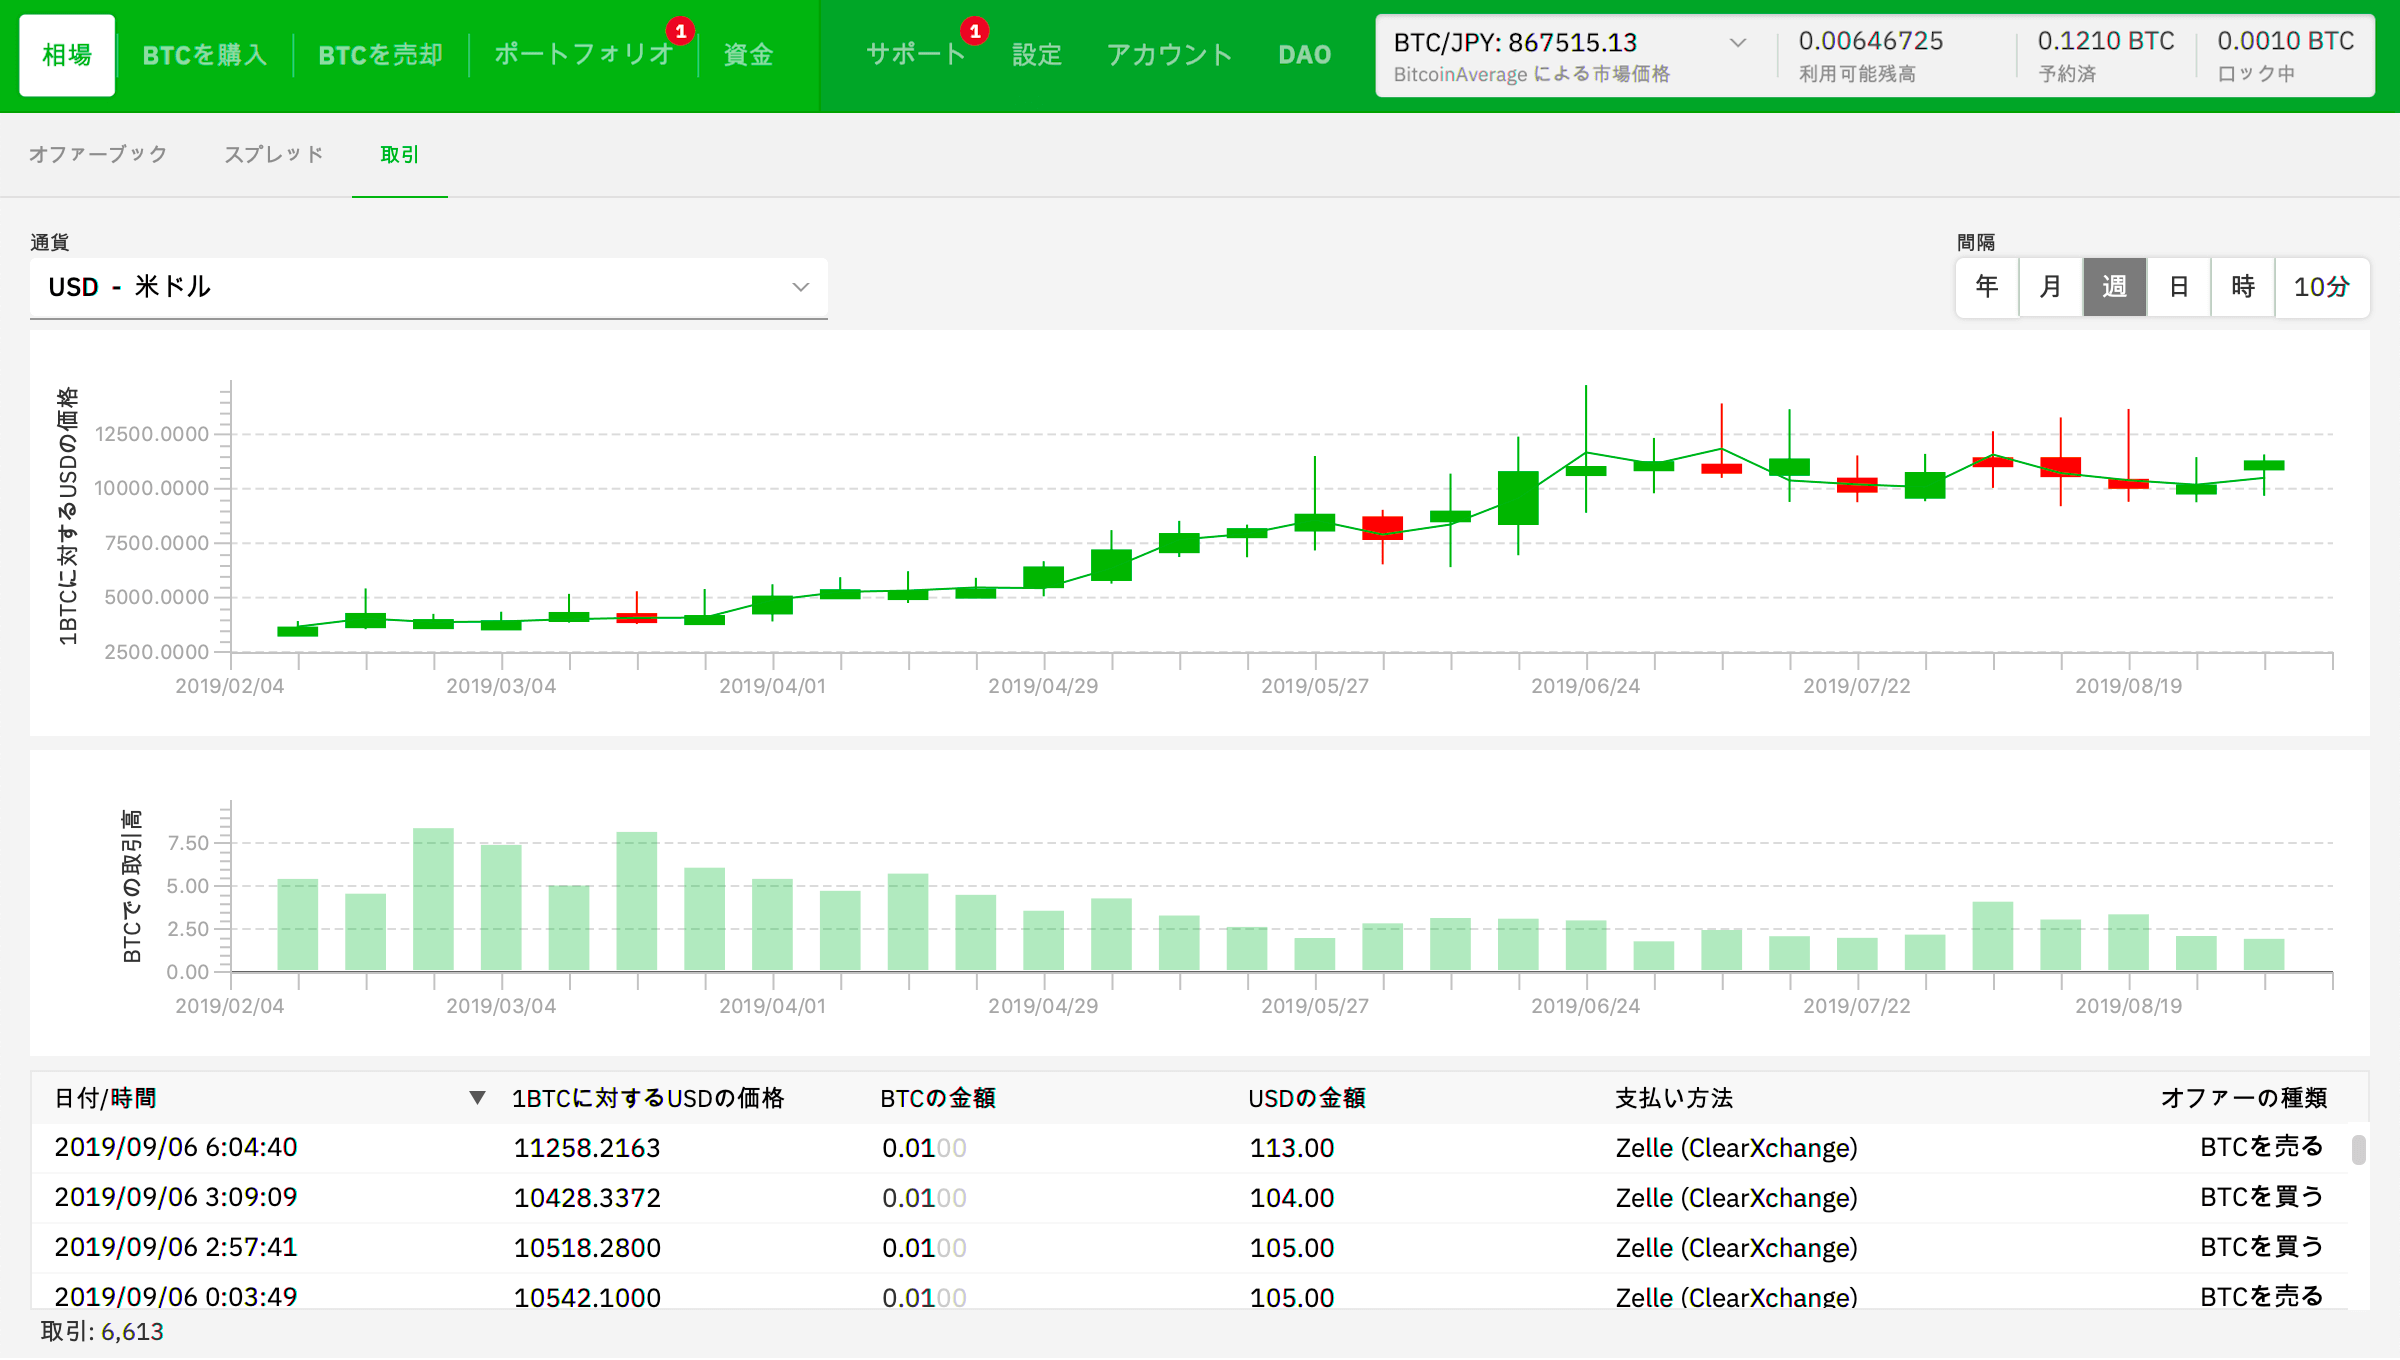 相場
BTCを購入
BTCを売却
ポートフォリオ
1
資金
サポート
1
設定
アカウント
DAO
BTC/JPY: 867515.13
BitcoinAverage による市場価格
0.00646725
利用可能残高
0.1210 BTC
予約済
0.0010 BTC
ロック中
オファーブック
スプレッド
取引
通貨
USD - 米ドル
間隔
年 月 週 日 時 10分
1BTCに対するUSDの価格
12500.0000
10000.0000
7500.0000
5000.0000
2500.0000
2019/02/04 2019/03/04 2019/04/01 2019/04/29 2019/05/27 2019/06/24 2019/07/22 2019/08/19
BTCでの取引高
7.50
5.00
2.50
0.00
2019/02/04 2019/03/04 2019/04/01 2019/04/29 2019/05/27 2019/06/24 2019/07/22 2019/08/19
日付/時間 ▼ 1BTCに対するUSDの価格 BTCの金額 USDの金額 支払い方法 オファーの種類
2019/09/06 6:04:40 11258.2163 0.0100 113.00 Zelle (ClearXchange) BTCを売る
2019/09/06 3:09:09 10428.3372 0.0100 104.00 Zelle (ClearXchange) BTCを買う
2019/09/06 2:57:41 10518.2800 0.0100 105.00 Zelle (ClearXchange) BTCを買う
2019/09/06 0:03:49 10542.1000 0.0100 105.00 Zelle (ClearXchange) BTCを売る
取引: 6,613